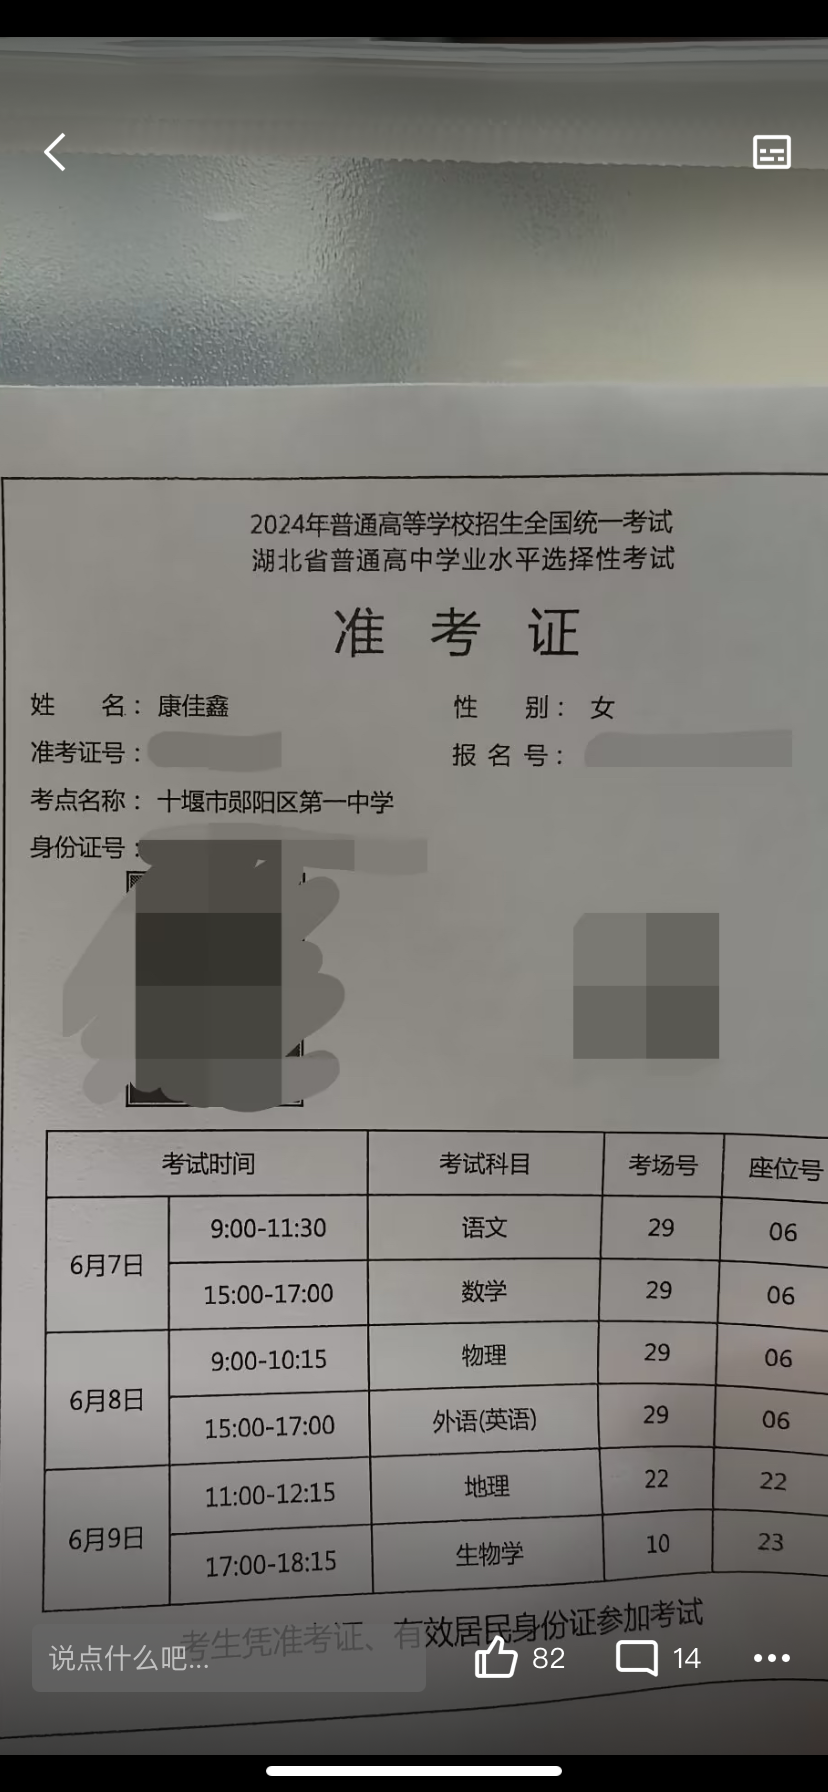 2024年普通高等学校招生全国统一考试
湖北省普通高中学业水平选择性考试
准考证
姓 名：康佳鑫 性 别：女
准考证号： 报名号：
考点名称：十堰市郧阳区第一中学
身份证号：
考试时间 考试科目 考场号 座位号
6月7日 9:00-11:30 语文 29 06
15:00-17:00 数学 29 06
6月8日 9:00-10:15 物理 29 06
15:00-17:00 外语(英语) 29 06
6月9日 11:00-12:15 地理 22 22
17:00-18:15 生物学 10 23
考生凭准考证、有效居民身份证参加考试
说点什么吧... 82 14